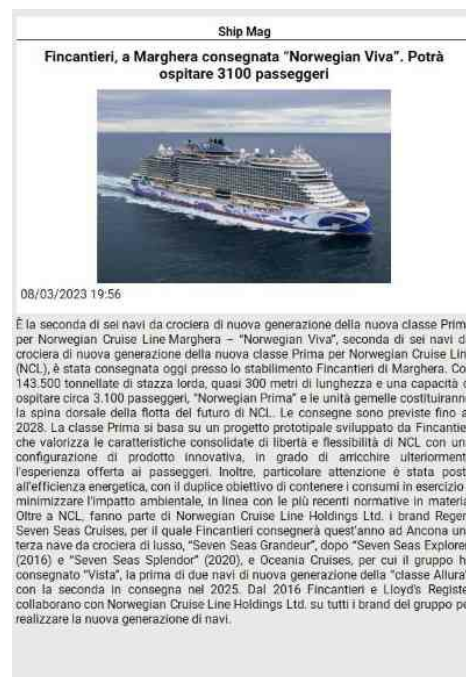 Ship Mag
Fincantieri, a Marghera consegnata “Norwegian Viva”. Potrà
ospitare 3100 passeggeri
08/03/2023 19:56
È la seconda di sei navi da crociera di nuova generazione della nuova classe Prim
per Norwegian Cruise Line Marghera – “Norwegian Viva”, seconda di sei navi d
crociera di nuova generazione della nuova classe Prima per Norwegian Cruise Lin
(NCL), è stata consegnata oggi presso lo stabilimento Fincantieri di Marghera. Co
143.500 tonnellate di stazza lorda, quasi 300 metri di lunghezza e una capacità d
ospitare circa 3.100 passeggeri, “Norwegian Prima” e le unità gemelle costituirann
la spina dorsale della flotta del futuro di NCL. Le consegne sono previste fino a
2028. La classe Prima si basa su un progetto prototipale sviluppato da Fincantie
che valorizza le caratteristiche consolidate di libertà e flessibilità di NCL con un
configurazione di prodotto innovativa, in grado di arricchire ulteriorment
l'esperienza offerta ai passeggeri. Inoltre, particolare attenzione è stata post
all'efficienza energetica, con il duplice obiettivo di contenere i consumi in esercizio
minimizzare l'impatto ambientale, in linea con le più recenti normative in materia
Oltre a NCL, fanno parte di Norwegian Cruise Line Holdings Ltd. i brand Regen
Seven Seas Cruises, per il quale Fincantieri consegnerà quest'anno ad Ancona un
terza nave da crociera di lusso, “Seven Seas Grandeur”, dopo “Seven Seas Explore
(2016) e “Seven Seas Splendor” (2020), e Oceania Cruises, per cui il gruppo h
consegnato “Vista”, la prima di due navi di nuova generazione della “classe Allura”
con la seconda in consegna nel 2025. Dal 2016 Fincantieri e Lloyd's Registe
collaborano con Norwegian Cruise Line Holdings Ltd. su tutti i brand del gruppo pe
realizzare la nuova generazione di navi.